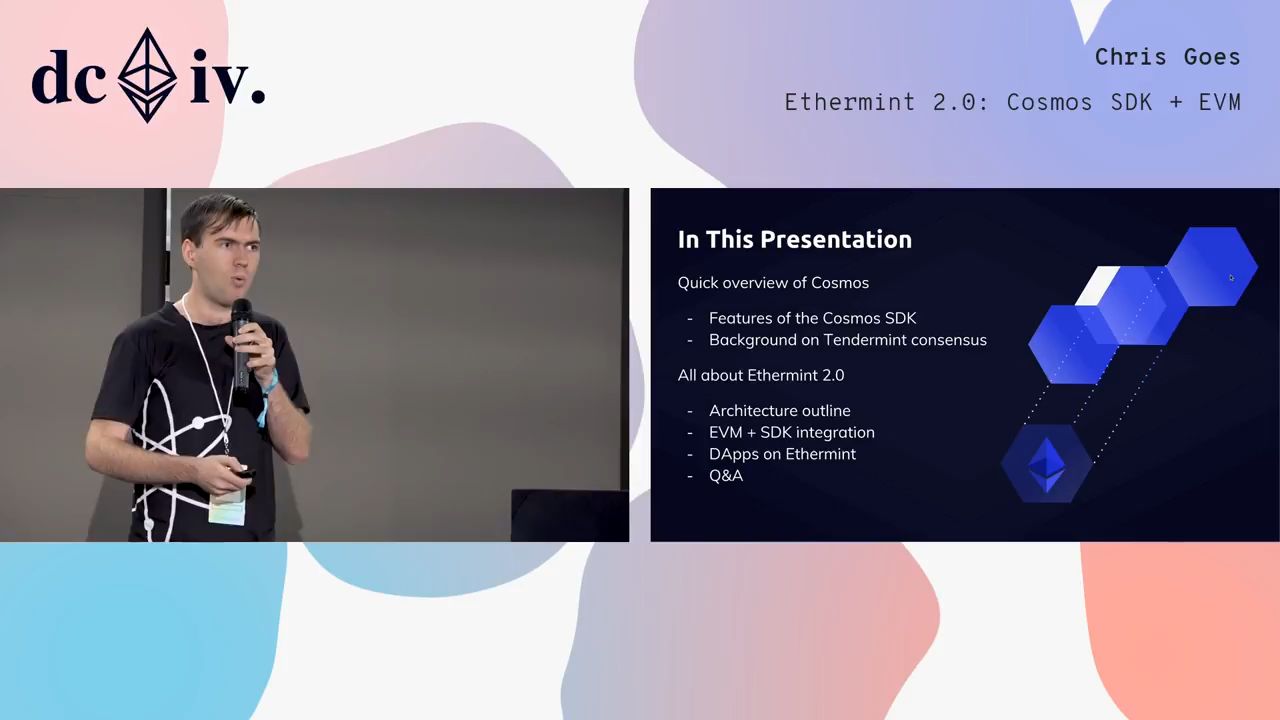 dc iv.
Chris Goes
Ethermint 2.0: Cosmos SDK + EVM
In This Presentation
Quick overview of Cosmos
- Features of the Cosmos SDK
- Background on Tendermint consensus
All about Ethermint 2.0
- Architecture outline
- EVM + SDK integration
- DApps on Ethermint
- Q&A